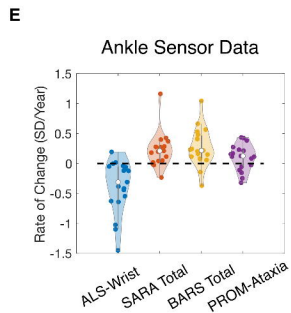 E
Ankle Sensor Data
Rate of Change (SD/Year)
1.5
1
0.5
0
-0.5
-1
-1.5
ALS-Wrist
SARA Total
BARS Total
PROM-Ataxia